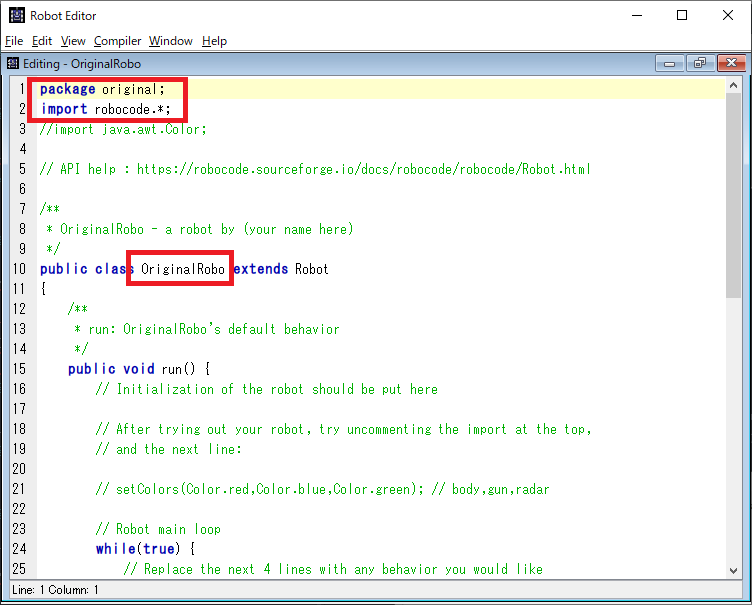 Robot Editor
File Edit View Compiler Window Help
Editing - OriginalRobo
1 package original;
2 import robocode.*;
3 //import java.awt.Color;
4
5 // API help : https://robocode.sourceforge.io/docs/robocode/robocode/Robot.html
6
7 /**
8  * OriginalRobo - a robot by (your name here)
9  */
10 public class OriginalRobo extends Robot
11 {
12     /**
13      * run: OriginalRobo's default behavior
14      */
15     public void run() {
16         // Initialization of the robot should be put here
17
18         // After trying out your robot, try uncommenting the import at the top,
19         // and the next line:
20
21         // setColors(Color.red,Color.blue,Color.green); // body,gun,radar
22
23         // Robot main loop
24         while(true) {
25             // Replace the next 4 lines with any behavior you would like
Line: 1 Column: 1